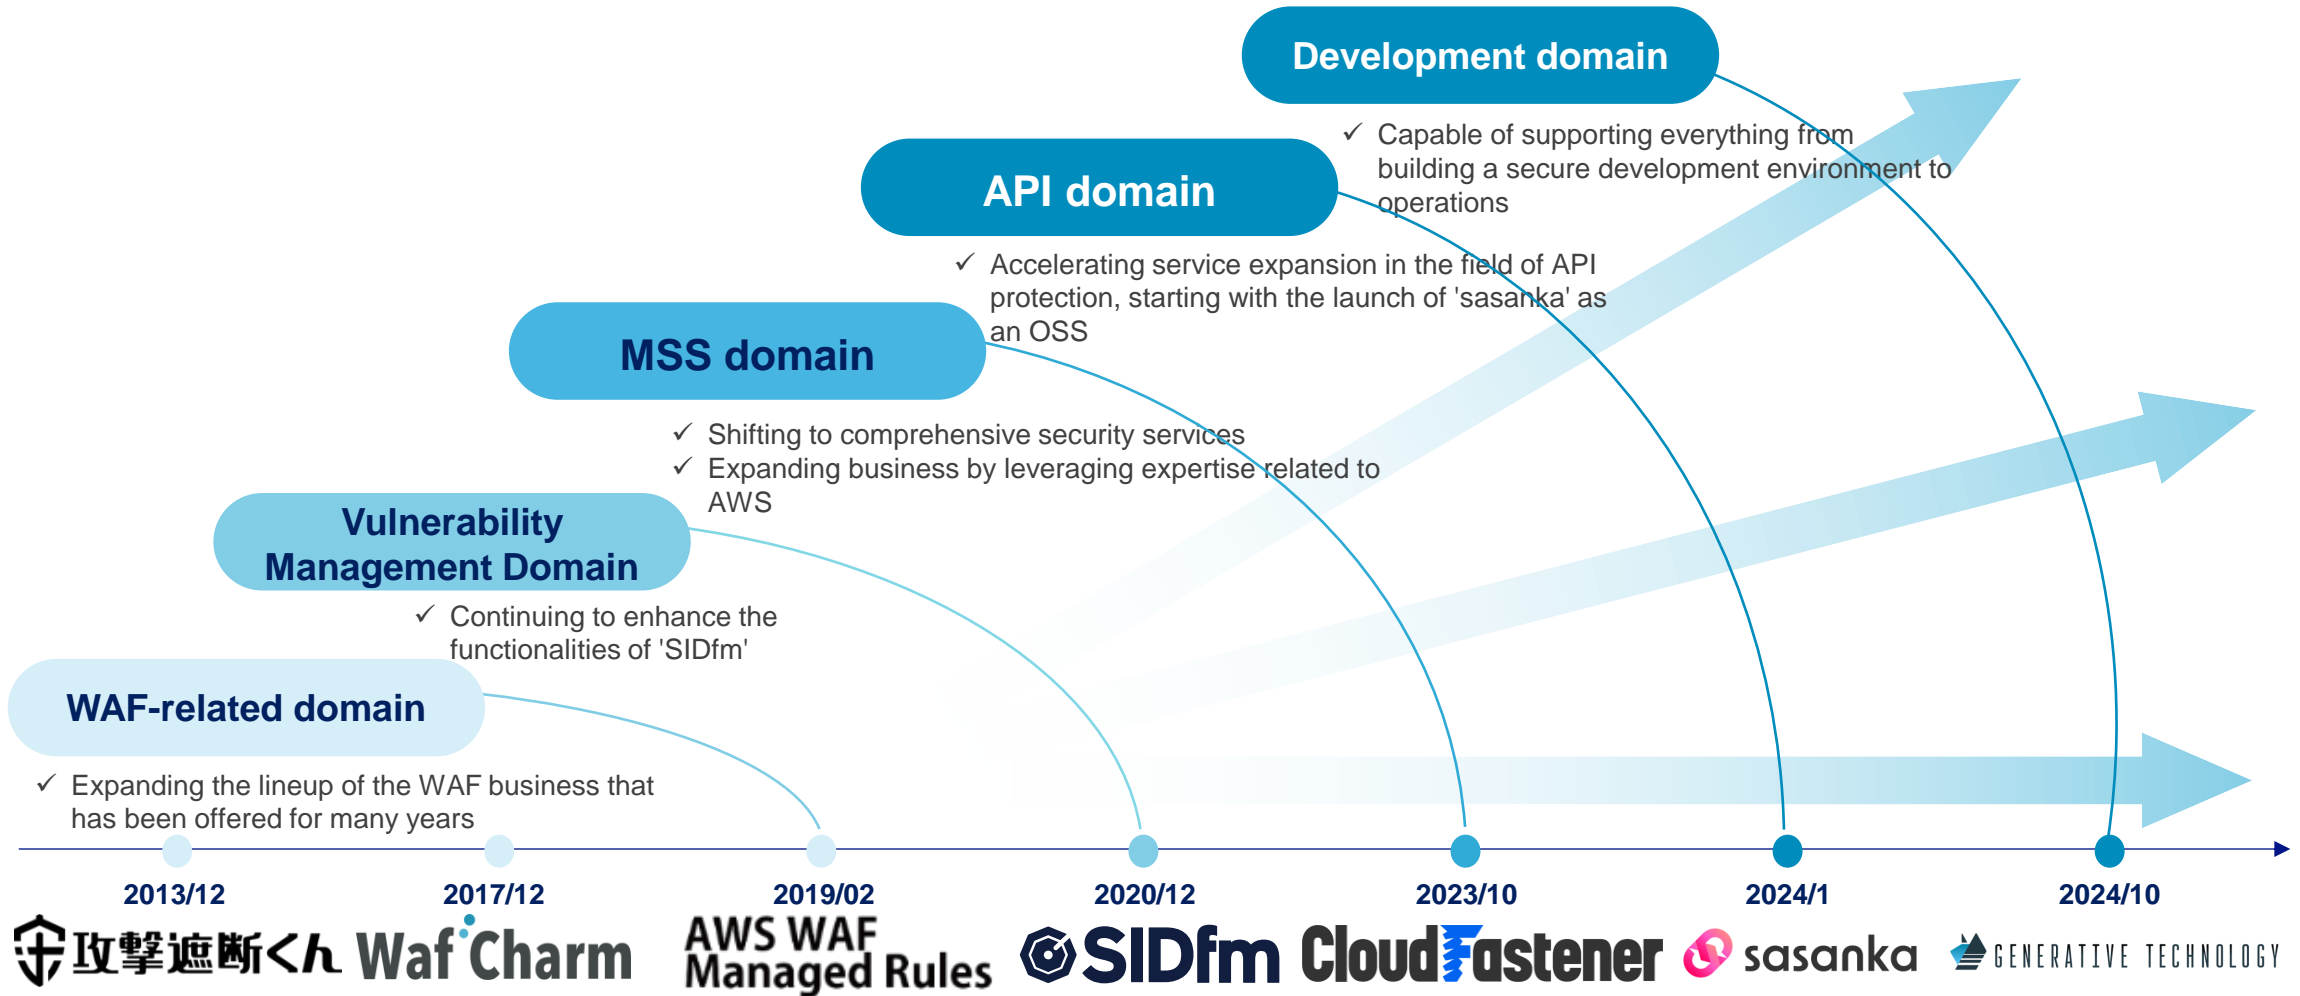 Development domain
✓ Capable of supporting everything from
building a secure development environment to
operations
API domain
✓ Accelerating service expansion in the field of API
protection, starting with the launch of 'sasanka' as
an OSS
MSS domain
✓ Shifting to comprehensive security services
✓ Expanding business by leveraging expertise related to
AWS
Vulnerability
Management Domain
✓ Continuing to enhance the
functionalities of 'SIDfm'
WAF-related domain
✓ Expanding the lineup of the WAF business that
has been offered for many years
2013/12
2017/12
2019/02
2020/12
2023/10
2024/1
2024/10
攻撃遮断くん
WafCharm
AWS WAF
Managed Rules
SIDfm
CloudFastener
sasanka
GENERATIVE TECHNOLOGY